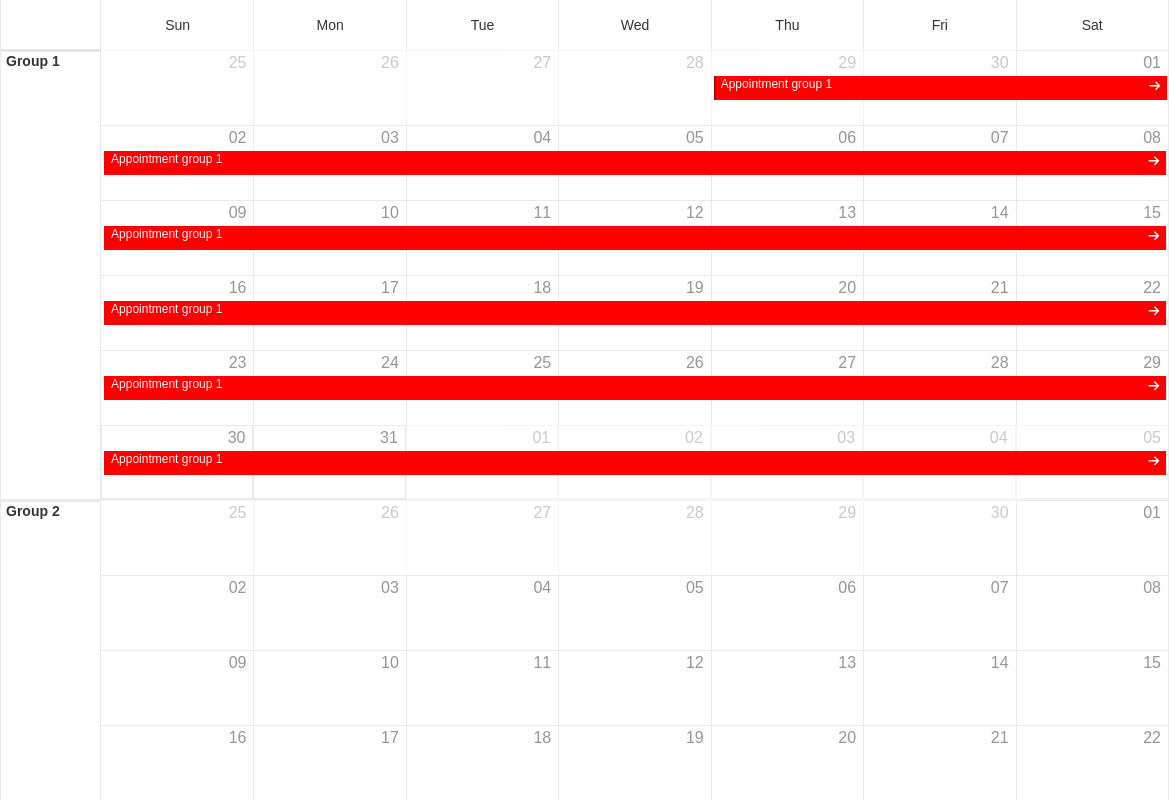 Sun Mon Tue Wed Thu Fri Sat
Group 1 25 26 27 28 29 30 01
Appointment group 1
02 03 04 05 06 07 08
Appointment group 1
09 10 11 12 13 14 15
Appointment group 1
16 17 18 19 20 21 22
Appointment group 1
23 24 25 26 27 28 29
Appointment group 1
30 31 01 02 03 04 05
Appointment group 1
Group 2 25 26 27 28 29 30 01
02 03 04 05 06 07 08
09 10 11 12 13 14 15
16 17 18 19 20 21 22